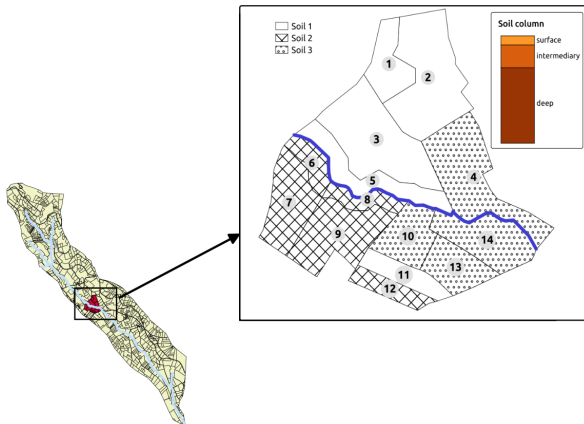 Soil 1
Soil 2
Soil 3
Soil column
surface
intermediary
deep
1
2
3
4
5
6
7
8
9
10
14
11
13
12